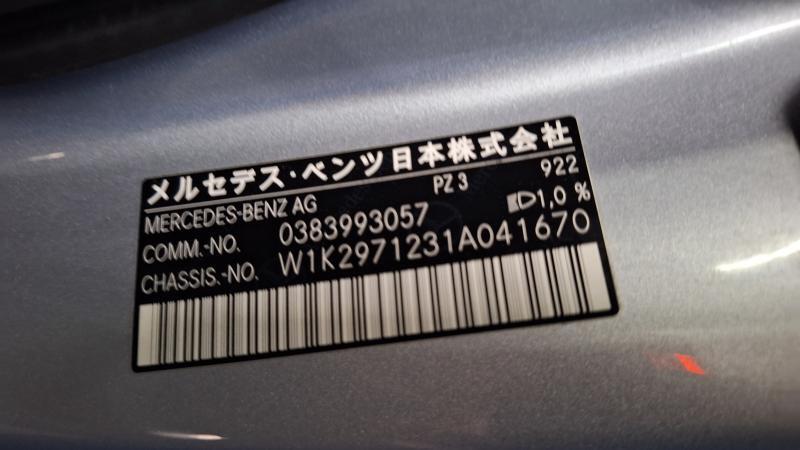 メルセデス・ベンツ日本株式会社
MERCEDES-BENZ AG PZ 3 922
COMM.-NO. 0383993057 1,0 %
CHASSIS.-NO. W1K2971231A041670